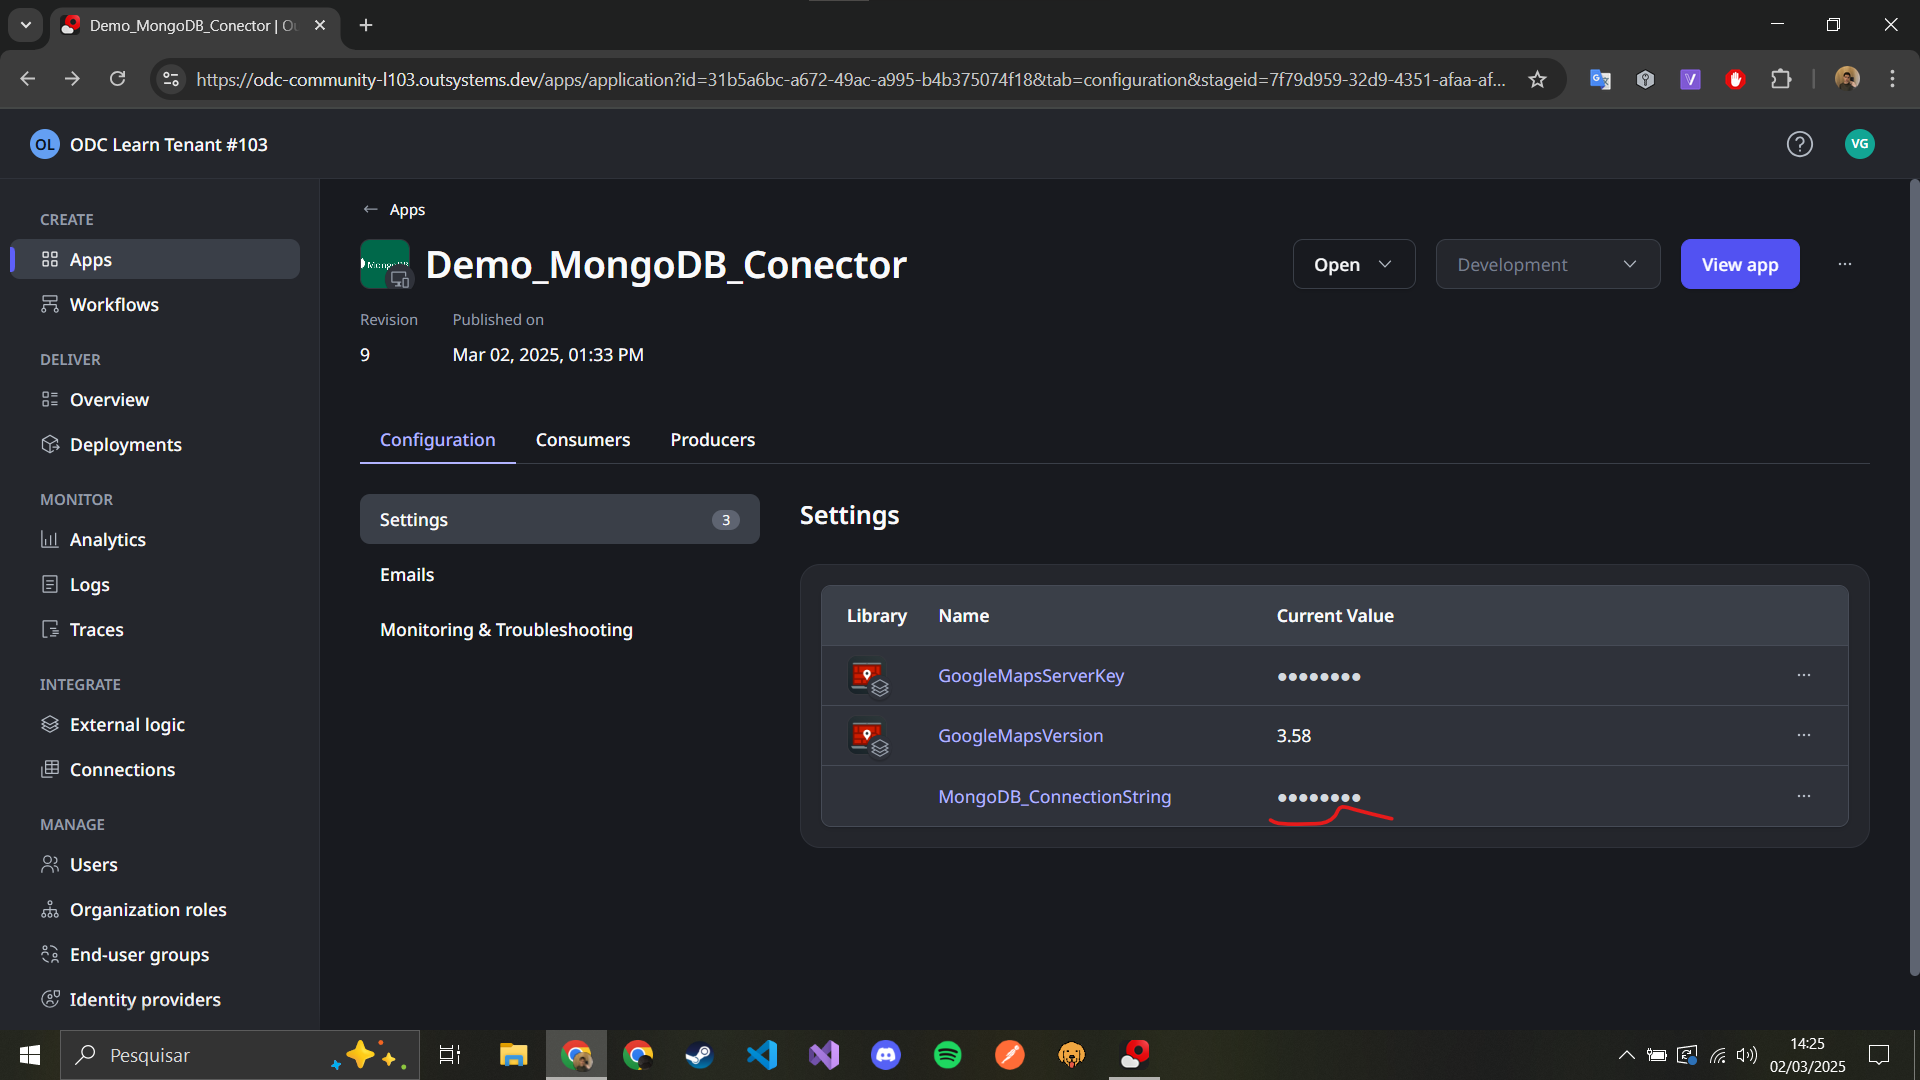 Demo_MongoDB_Conector | Ou
https://odc-community-l103.outsystems.dev/apps/application?id=31b5a6bc-a672-49ac-a995-b4b375074f18&tab=configuration&stageid=7f79d959-32d9-4351-afaa-af...
OL ODC Learn Tenant #103
VG
CREATE
Apps
Workflows
DELIVER
Overview
Deployments
MONITOR
Analytics
Logs
Traces
INTEGRATE
External logic
Connections
MANAGE
Users
Organization roles
End-user groups
Identity providers
← Apps
MongoDB
Demo_MongoDB_Conector
Open
Development
View app
Revision Published on
9 Mar 02, 2025, 01:33 PM
Configuration Consumers Producers
Settings 3
Emails
Monitoring & Troubleshooting
Settings
Library Name Current Value
GoogleMapsServerKey ●●●●●●●●
GoogleMapsVersion 3.58
MongoDB_ConnectionString ●●●●●●●●
Pesquisar
14:25
02/03/2025